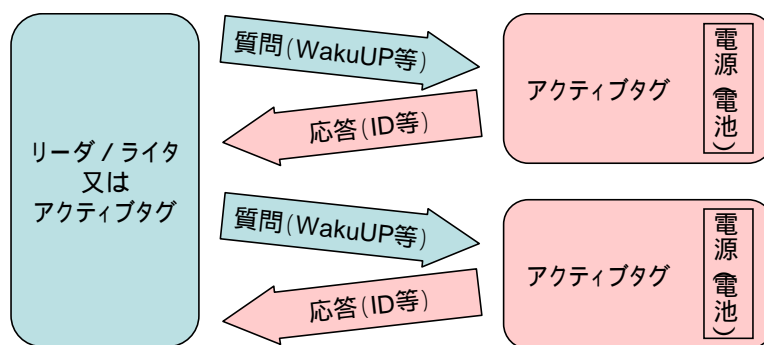 質問(WakuUP等)
応答(ID等)
アクティブタグ
電源(電池)
リーダ/ライタ
又は
アクティブタグ
質問(WakuUP等)
応答(ID等)
アクティブタグ
電源(電池)